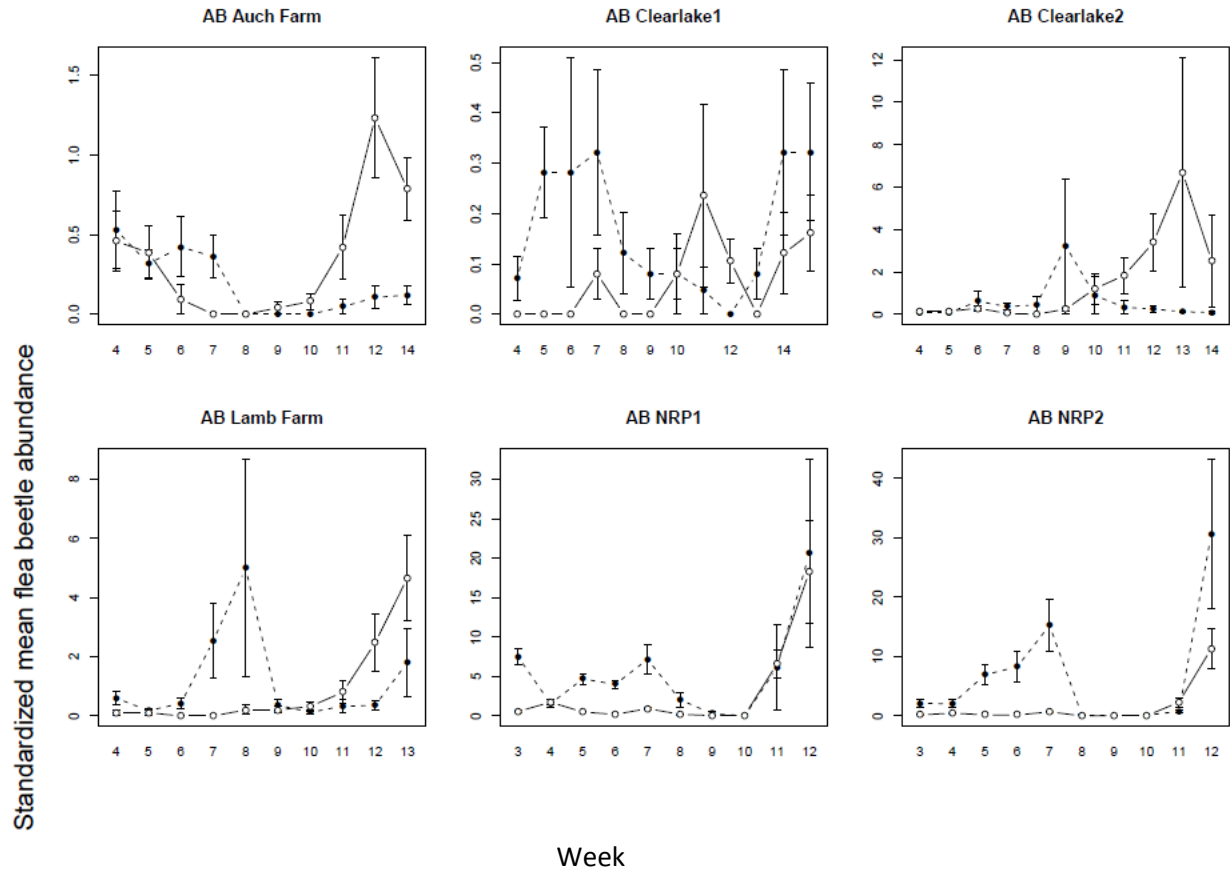 AB Auch Farm
AB Clearlake1
AB Clearlake2
0.0 0.5 1.0 1.5
4 5 6 7 8 9 10 11 12 14
0.0 0.1 0.2 0.3 0.4 0.5
4 5 6 7 8 9 10 12 14
0 2 4 6 8 10 12
4 5 6 7 8 9 10 11 12 13 14
Standardized mean flea beetle abundance
AB Lamb Farm
AB NRP1
AB NRP2
0 2 4 6 8
4 5 6 7 8 9 10 11 12 13
0 5 10 15 20 25 30
3 4 5 6 7 8 9 10 11 12
0 10 20 30 40
3 4 5 6 7 8 9 10 11 12
Week